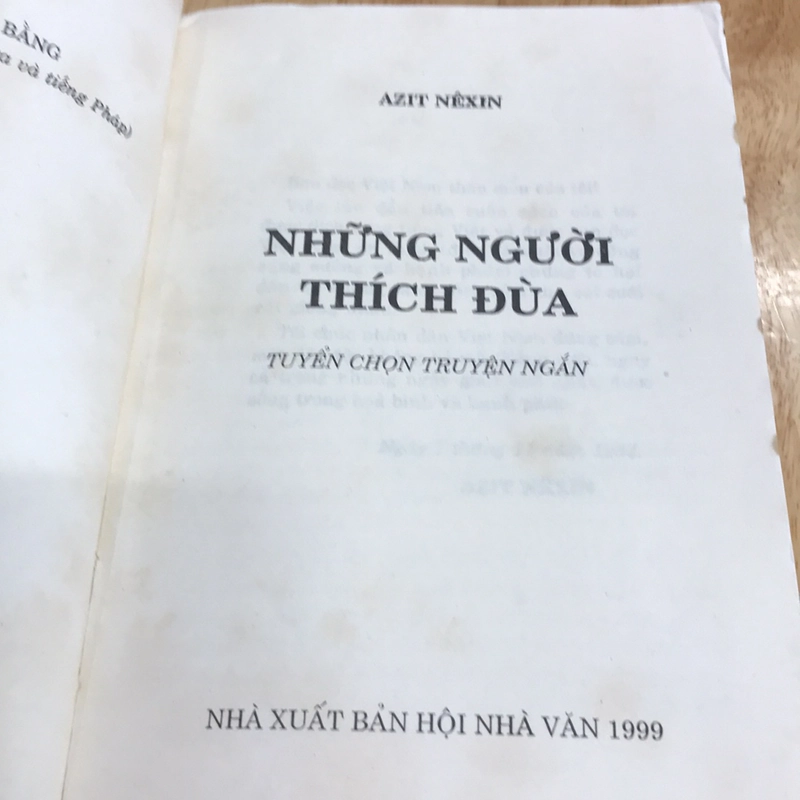 BẰNG
và tiếng Pháp)
AZIT NÊXIN
NHỮNG NGƯỜI
THÍCH ĐÙA
TUYỂN CHỌN TRUYỆN NGẮN
NHÀ XUẤT BẢN HỘI NHÀ VĂN 1999